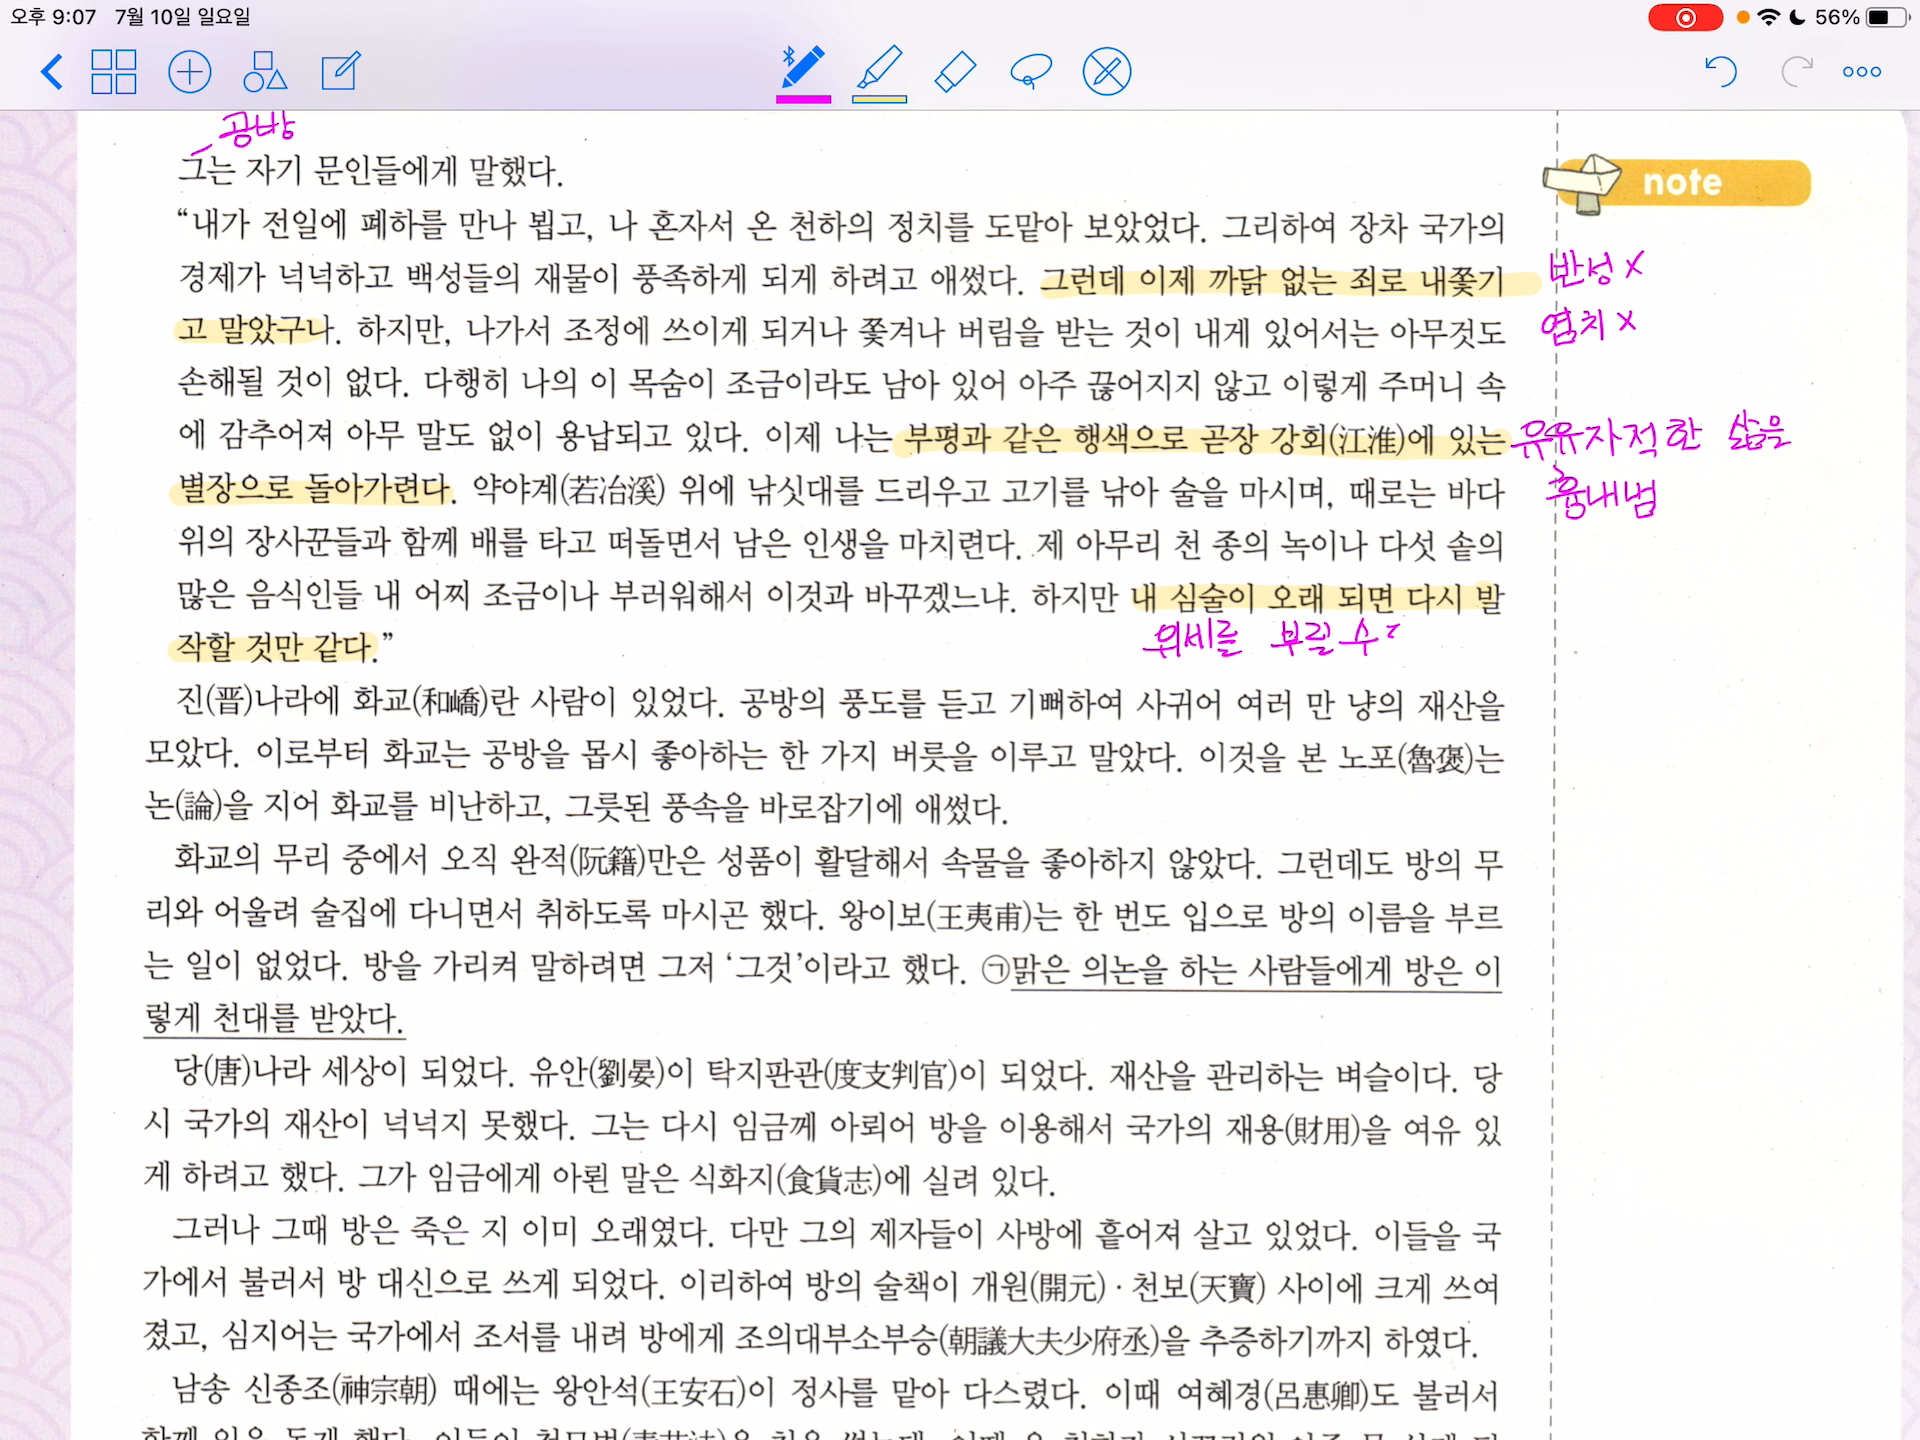 오후 9:07 7월 10일 일요일
56%
공방
그는 자기 문인들에게 말했다.
note
“내가 전일에 폐하를 만나 뵙고, 나 혼자서 온 천하의 정치를 도맡아 보았었다. 그리하여 장차 국가의
경제가 넉넉하고 백성들의 재물이 풍족하게 되게 하려고 애썼다. 그런데 이제 까닭 없는 죄로 내쫓기
반성 X
고 말았구나. 하지만, 나가서 조정에 쓰이게 되거나 쫓겨나 버림을 받는 것이 내게 있어서는 아무것도
염치 X
손해될 것이 없다. 다행히 나의 이 목숨이 조금이라도 남아 있어 아주 끊어지지 않고 이렇게 주머니 속
에 감추어져 아무 말도 없이 용납되고 있다. 이제 나는 부평과 같은 행색으로 곧장 강회(江淮)에 있는
유유자적한 삶을
별장으로 돌아가련다. 약야계(若冶溪) 위에 낚싯대를 드리우고 고기를 낚아 술을 마시며, 때로는 바다
흉내냄
위의 장사꾼들과 함께 배를 타고 떠돌면서 남은 인생을 마치련다. 제 아무리 천 종의 녹이나 다섯 솥의
많은 음식인들 내 어찌 조금이나 부러워해서 이것과 바꾸겠느냐. 하지만 내 심술이 오래 되면 다시 발
위세를 부릴 수
작할 것만 같다.”
진(晋)나라에 화교(和嶠)란 사람이 있었다. 공방의 풍도를 듣고 기뻐하여 사귀어 여러 만 냥의 재산을
모았다. 이로부터 화교는 공방을 몹시 좋아하는 한 가지 버릇을 이루고 말았다. 이것을 본 노포(魯褒)는
논(論)을 지어 화교를 비난하고, 그릇된 풍속을 바로잡기에 애썼다.
화교의 무리 중에서 오직 완적(阮籍)만은 성품이 활달해서 속물을 좋아하지 않았다. 그런데도 방의 무
리와 어울려 술집에 다니면서 취하도록 마시곤 했다. 왕이보(王夷甫)는 한 번도 입으로 방의 이름을 부르
는 일이 없었다. 방을 가리켜 말하려면 그저 ‘그것’이라고 했다. ㉠맑은 의논을 하는 사람들에게 방은 이
렇게 천대를 받았다.
당(唐)나라 세상이 되었다. 유안(劉晏)이 탁지판관(度支判官)이 되었다. 재산을 관리하는 벼슬이다. 당
시 국가의 재산이 넉넉지 못했다. 그는 다시 임금께 아뢰어 방을 이용해서 국가의 재용(財用)을 여유 있
게 하려고 했다. 그가 임금에게 아뢴 말은 식화지(食貨志)에 실려 있다.
그러나 그때 방은 죽은 지 이미 오래였다. 다만 그의 제자들이 사방에 흩어져 살고 있었다. 이들을 국
가에서 불러서 방 대신으로 쓰게 되었다. 이리하여 방의 술책이 개원(開元)·천보(天寶) 사이에 크게 쓰여
졌고, 심지어는 국가에서 조서를 내려 방에게 조의대부소부승(朝議大夫少府丞)을 추증하기까지 하였다.
남송 신종조(神宗朝) 때에는 왕안석(王安石)이 정사를 맡아 다스렸다. 이때 여혜경(呂惠卿)도 불러서